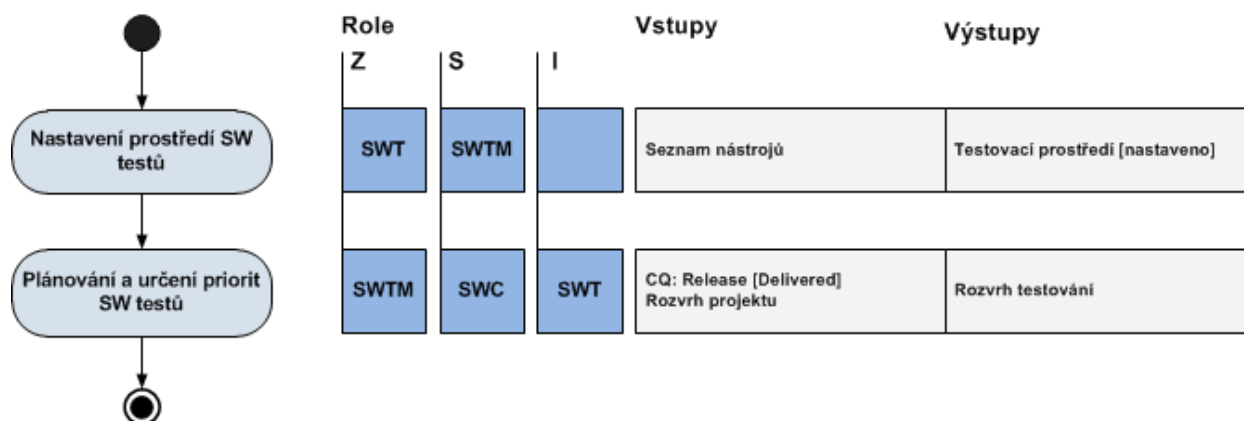 Role
Vstupy
Výstupy
Z
S
I
Nastavení prostředí SW
testů
SWT
SWTM
Seznam nástrojů
Testovací prostředí [nastaveno]
Plánování a určení priorit
SW testů
SWTM
SWC
SWT
CQ: Release [Delivered]
Rozvrh projektu
Rozvrh testování